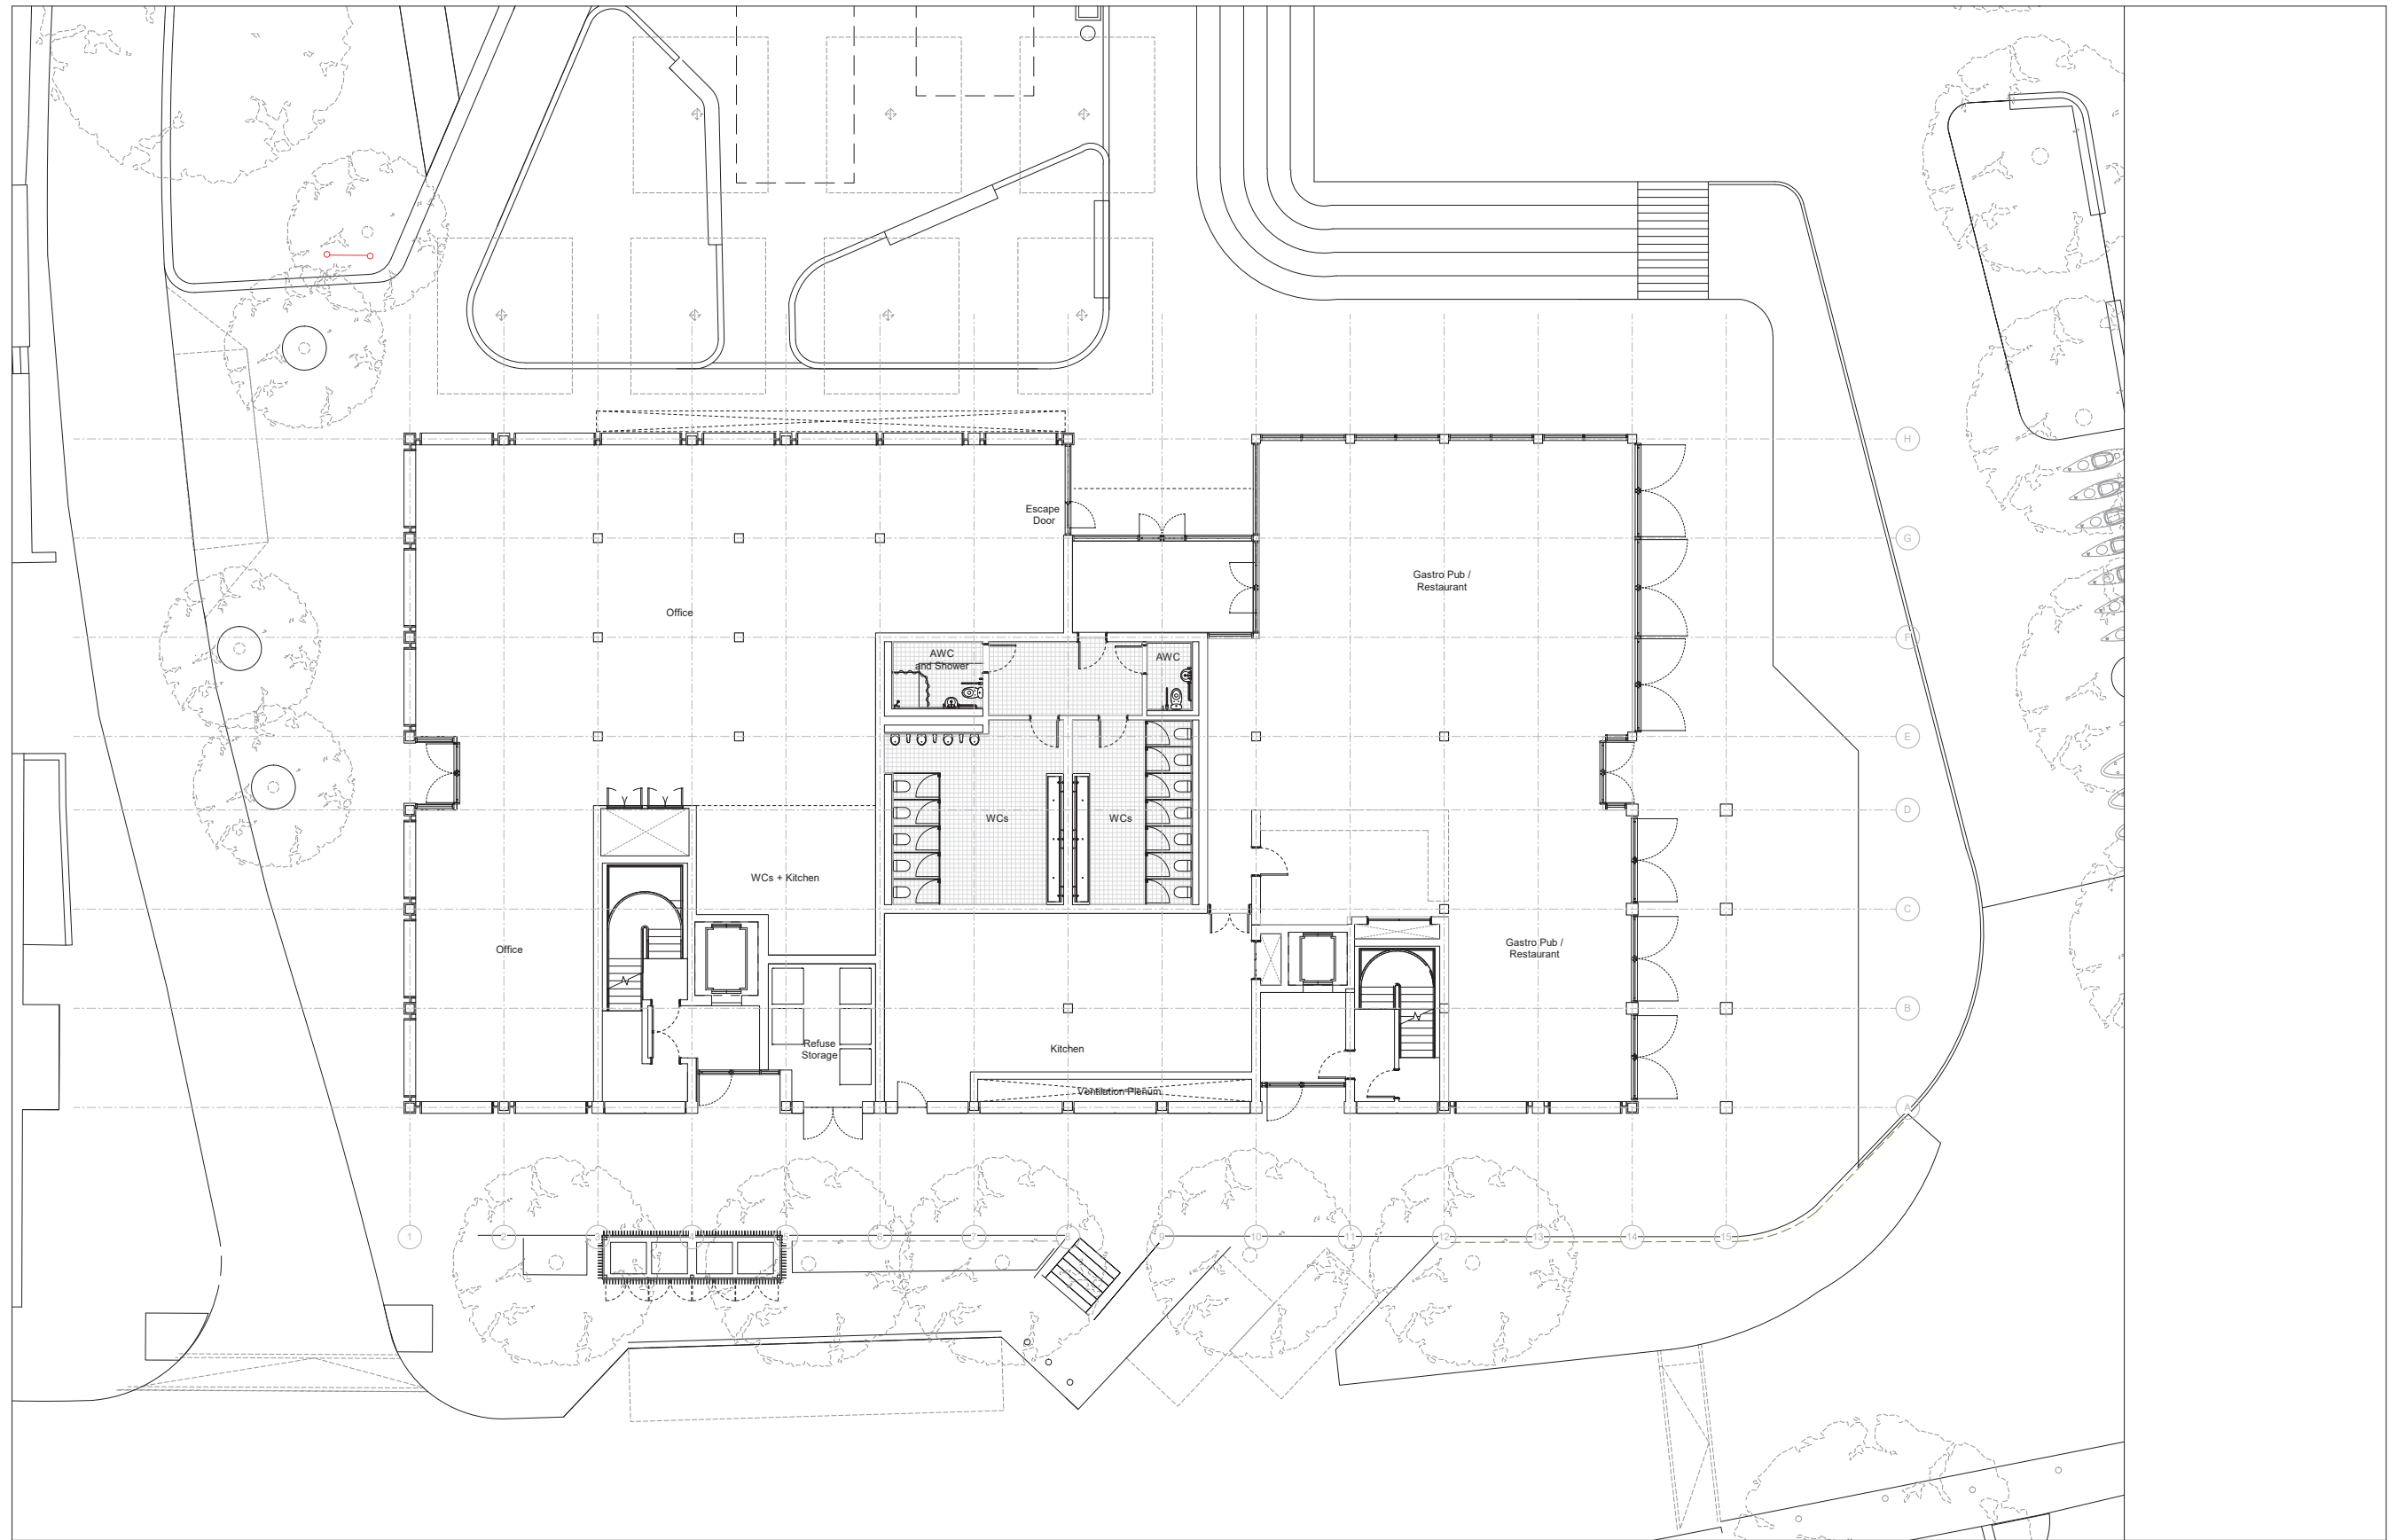 H
Escape
Door
G
Gastro Pub /
Restaurant
Office
F
AWC
and Shower
AWC
E
D
WCs
WCs
WCs + Kitchen
C
Office
Gastro Pub /
Restaurant
B
Refuse
Storage
Kitchen
Ventilation Plenum
A
1
2
3
4
5
6
7
8
9
10
11
12
13
14
15